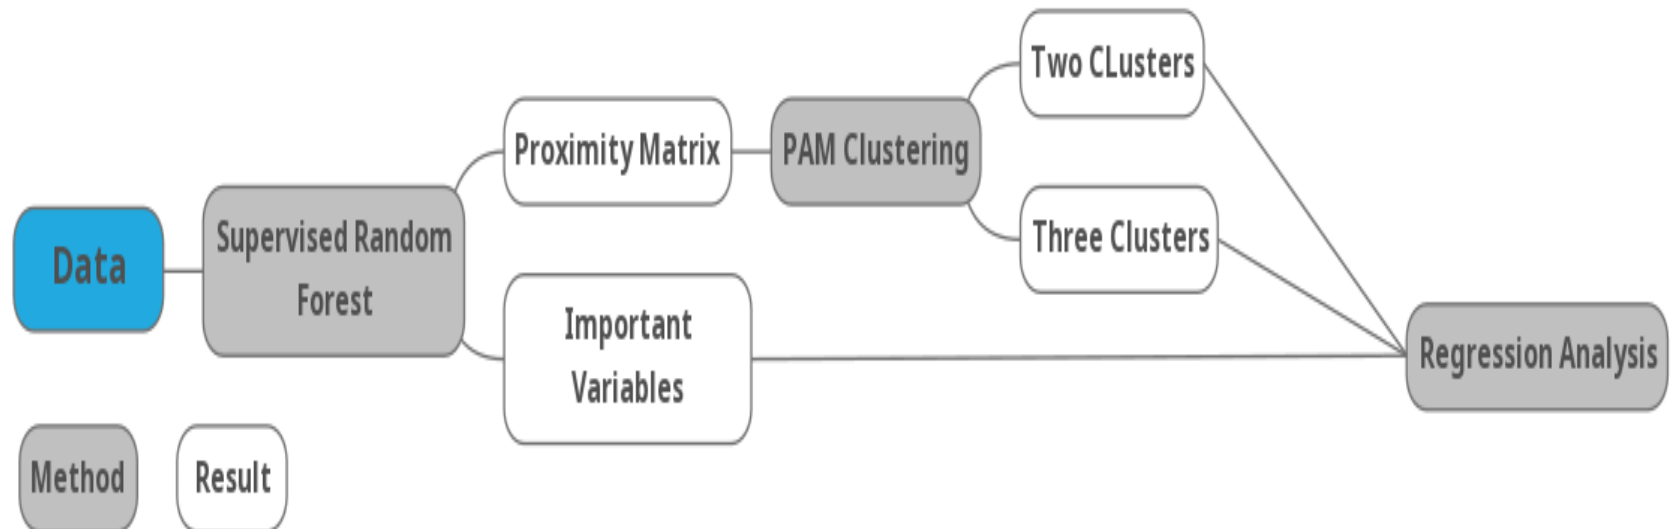 Data
Supervised Random
Forest
Proximity Matrix
Important
Variables
PAM Clustering
Two CLusters
Three Clusters
Regression Analysis
Method
Result